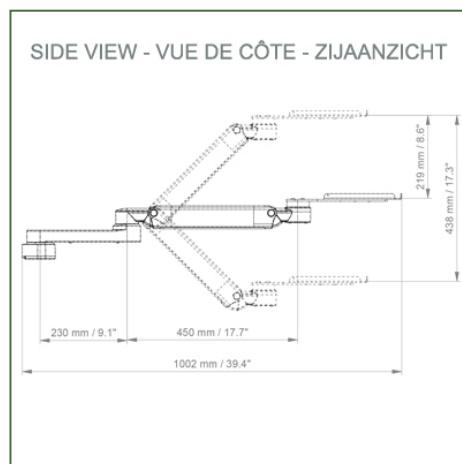 SIDE VIEW - VUE DE CÔTE - ZIJAANZICHT
219 mm / 8.6"
438 mm / 17.3"
230 mm / 9.1"
450 mm / 17.7"
1002 mm / 39.4"